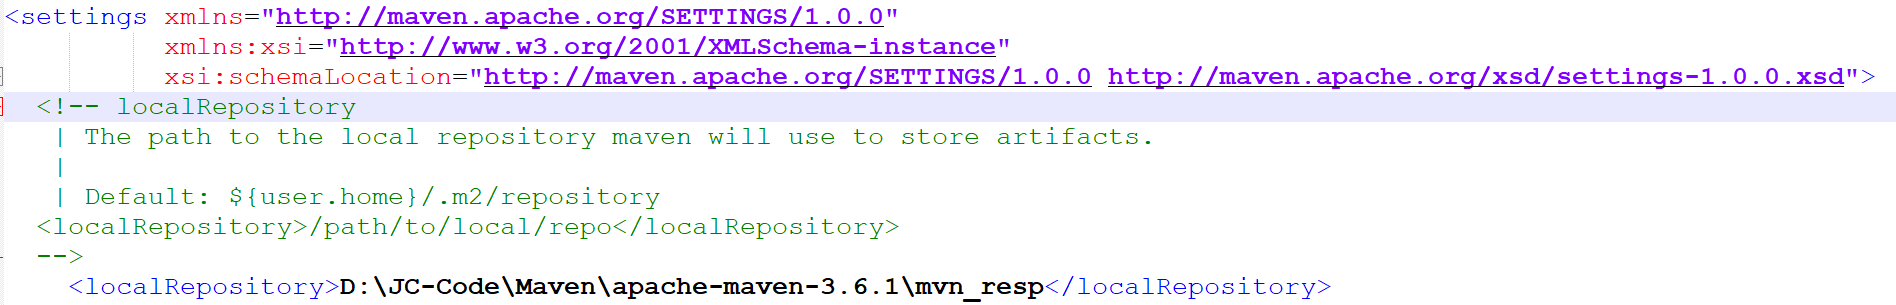 <settings xmlns="http://maven.apache.org/SETTINGS/1.0.0"
xmlns:xsi="http://www.w3.org/2001/XMLSchema-instance"
xsi:schemaLocation="http://maven.apache.org/SETTINGS/1.0.0 http://maven.apache.org/xsd/settings-1.0.0.xsd">
<!-- localRepository
| The path to the local repository maven will use to store artifacts.
|
| Default: ${user.home}/.m2/repository
<localRepository>/path/to/local/repo</localRepository>
-->
<localRepository>D:\JC-Code\Maven\apache-maven-3.6.1\mvn_resp</localRepository>